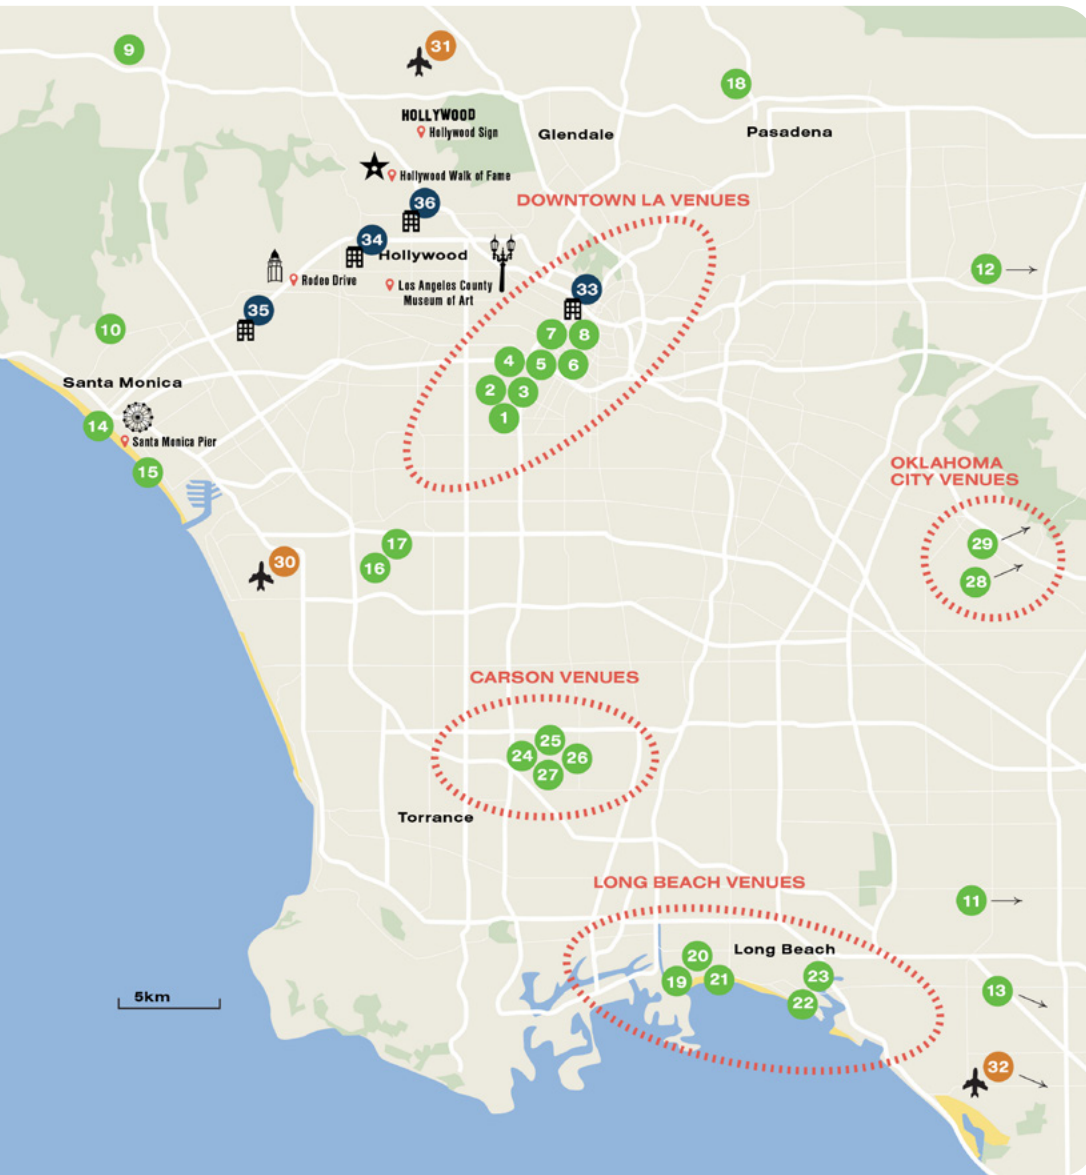 9
31
18
HOLLYWOOD
Hollywood Sign
Glendale
Pasadena
Hollywood Walk of Fame
DOWNTOWN LA VENUES
36
34
Hollywood
12
Rodeo Drive
Los Angeles County
Museum of Art
33
35
10
7
8
4
5
6
Santa Monica
2
3
1
14
Santa Monica Pier
15
OKLAHOMA
CITY VENUES
17
29
30
16
28
CARSON VENUES
25
24
26
27
Torrance
LONG BEACH VENUES
11
Long Beach
20
23
19
21
22
13
5km
32